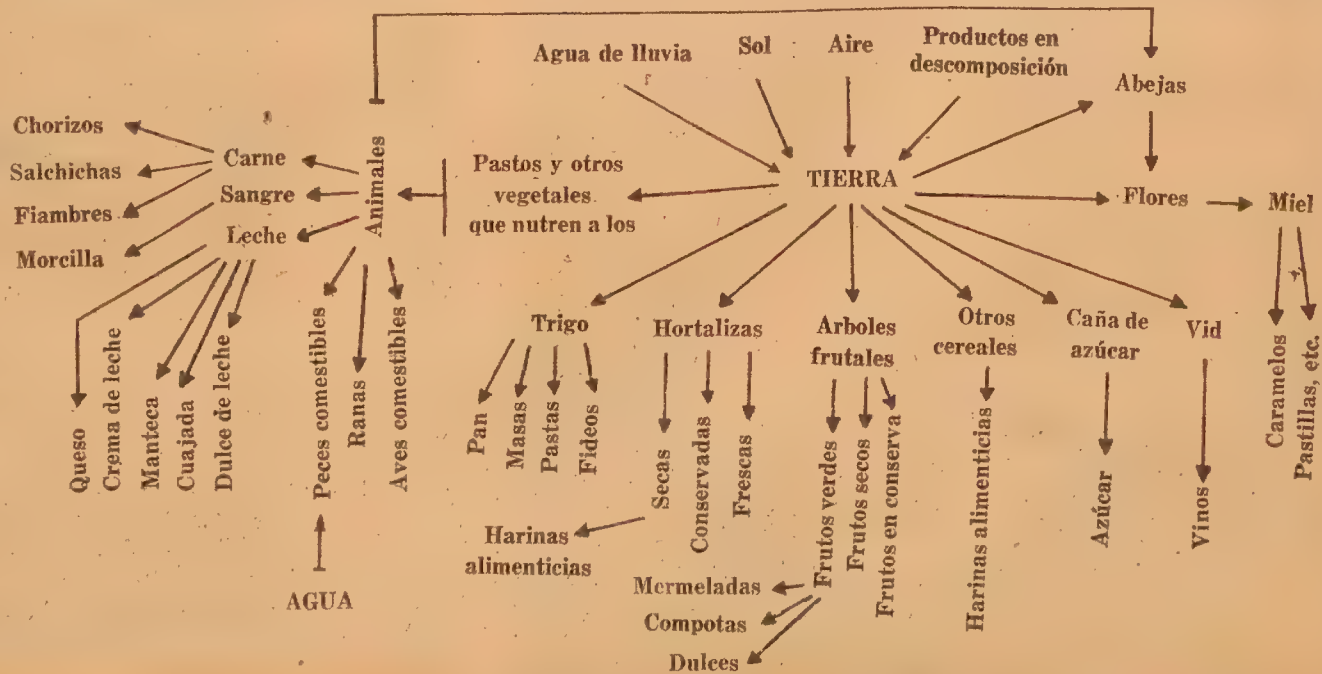 Agua de lluvia
Sol
Aire
Productos en
descomposición
Abejas
Chorizos
Salchichas
Fiambres
Morcilla
Carne
Sangre
Leche
Animales
Pastos y otros
vegetales
que nutren a los
TIERRA
Flores
Miel
Queso
Crema de leche
Manteca
Cuajada
Dulce de leche
Peces comestibles
Ranas
Aves comestibles
AGUA
Trigo
Pan
Masas
Pastas
Fideos
Hortalizas
Secas
Conservadas
Frescas
Harinas
alimenticias
Arboles
frutales
Frutos verdes
Frutos secos
Frutos en conserva
Mermeladas
Compotas
Dulces
Otros
cereales
Harinas alimenticias
Caña de
azúcar
Azúcar
Vid
Vinos
Caramelos
Pastillas, etc.